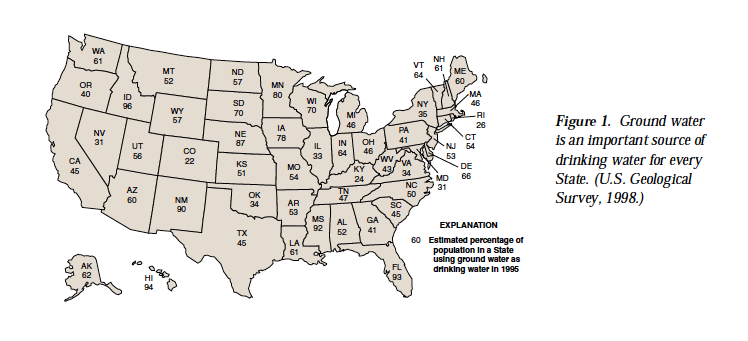 WA
61
OR
40
ID
96
MT
52
ND
57
MN
80
WI
70
MI
46
VT
64
NH
61
ME
60
MA
46
RI
26
CT
54
NJ
53
DE
66
MD
31
NY
35
PA
41
SD
70
WY
57
NV
31
UT
56
CO
22
NE
87
IA
78
IL
33
IN
64
OH
46
WV
43
VA
34
KY
24
CA
45
KS
51
MO
54
TN
47
NC
50
SC
45
AZ
60
NM
90
OK
34
AR
53
MS
92
AL
52
GA
41
TX
45
LA
61
FL
93
AK
62
HI
94
EXPLANATION
60 Estimated percentage of
population in a State
using ground water as
drinking water in 1995
Figure 1. Ground water
is an important source of
drinking water for every
State. (U.S. Geological
Survey, 1998.)